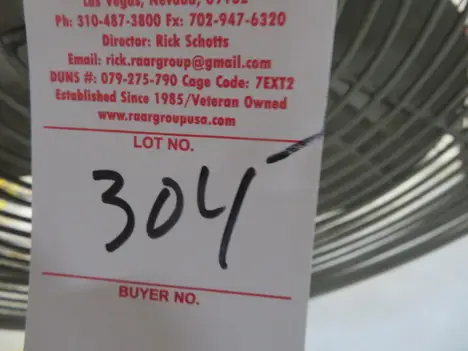 Las Vegas, Nevada, 89102
Ph: 310-487-3800 Fx: 702-947-6320
Director: Rick Schotts
Email: rick.raargroup@gmail.com
DUNS #: 079-275-790 Cage Code: 7EXT2
Established Since 1985/Veteran Owned
www.raargroupusa.com
LOT NO.
304
BUYER NO.